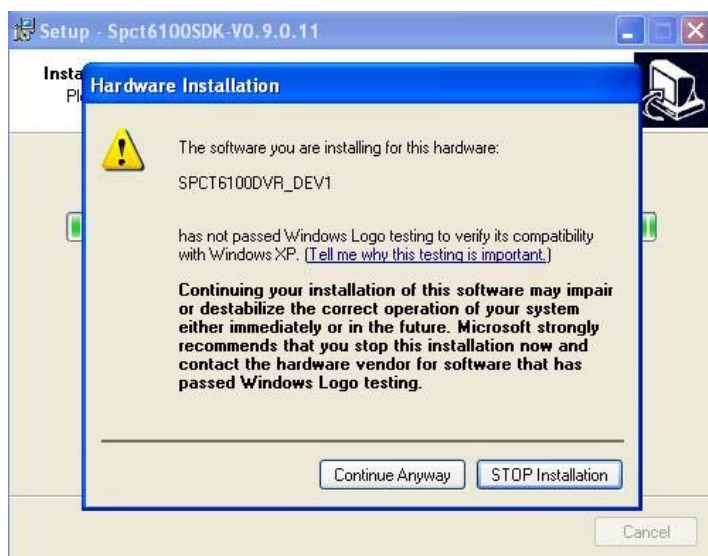 Setup - Spct6100SDK-V0.9.0.11
Hardware Installation
The software you are installing for this hardware:
SPCT6100DVR_DEV1
has not passed Windows Logo testing to verify its compatibility
with Windows XP. (Tell me why this testing is important.)
Continuing your installation of this software may impair
or destabilize the correct operation of your system
either immediately or in the future. Microsoft strongly
recommends that you stop this installation now and
contact the hardware vendor for software that has
passed Windows Logo testing.
Continue Anyway
STOP Installation
Cancel